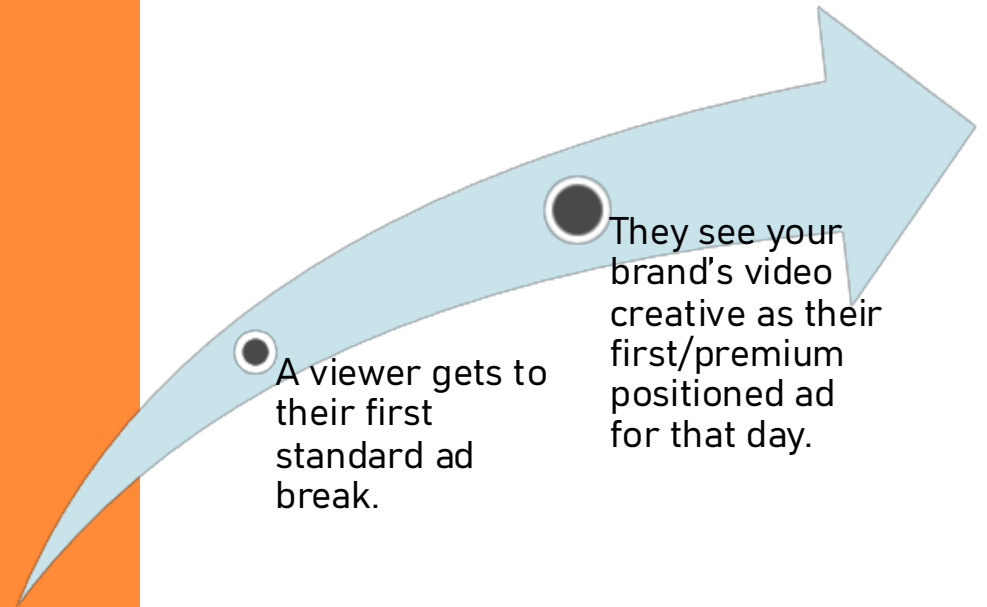 A viewer gets to
their first
standard ad
break.
They see your
brand's video
creative as their
first/premium
positioned ad
for that day.